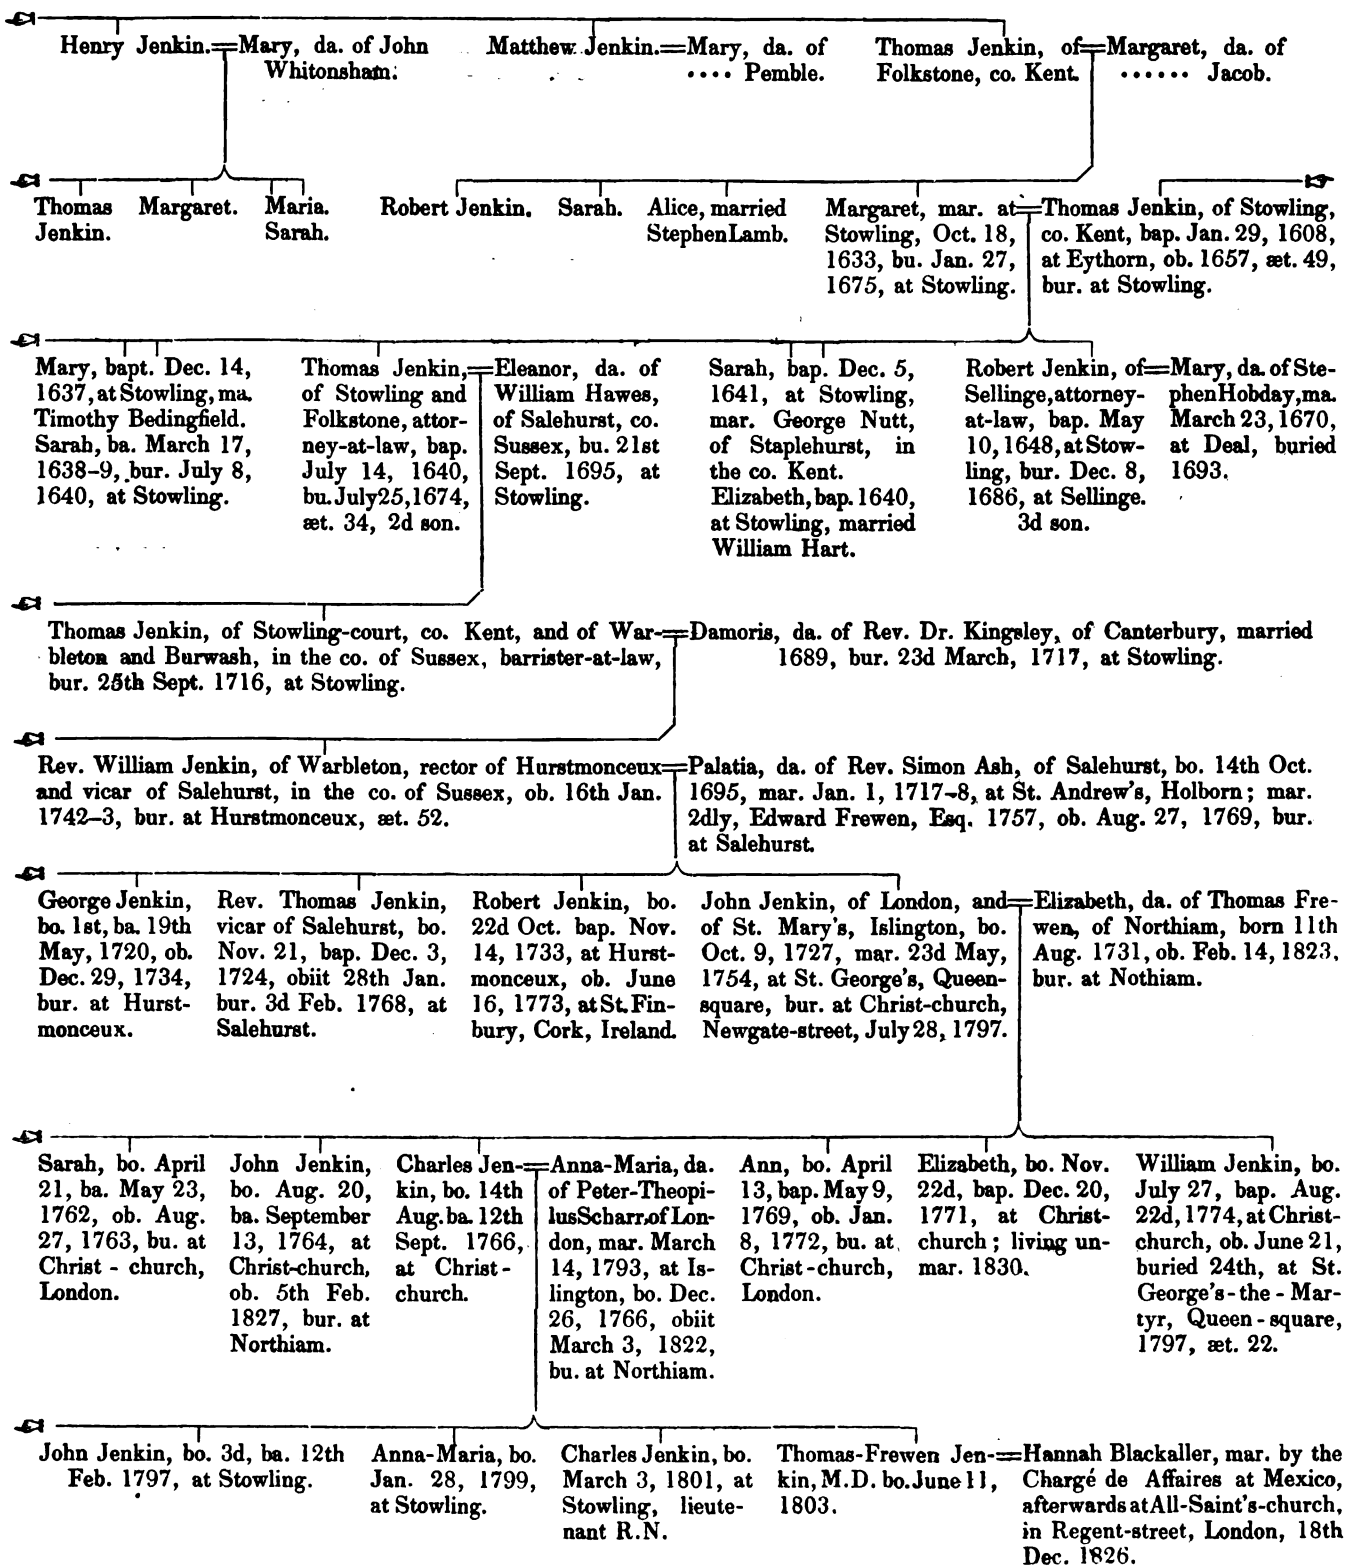 Henry Jenkin.=Mary, da. of John
Whitonsham.
Matthew Jenkin.=Mary, da. of
.... Pemble.
Thomas Jenkin, of=Margaret, da. of
Folkstone, co. Kent. ...... Jacob.
Thomas
Jenkin.
Margaret.
Maria.
Sarah.
Robert Jenkin.
Sarah.
Alice, married
Stephen Lamb.
Margaret, mar. at
Stowling, Oct. 18,
1633, bu. Jan. 27,
1675, at Stowling.
=Thomas Jenkin, of Stowling,
co. Kent, bap. Jan. 29, 1608,
at Eythorn, ob. 1657, æt. 49,
bur. at Stowling.
Mary, bapt. Dec. 14,
1637, at Stowling, ma.
Timothy Bedingfield.
Sarah, ba. March 17,
1638-9, bur. July 8,
1640, at Stowling.
Thomas Jenkin,
of Stowling and
Folkstone, attor-
ney-at-law, bap.
July 14, 1640,
bu. July 25, 1674,
æt. 34, 2d son.
=Eleanor, da. of
William Hawes,
of Salehurst, co.
Sussex, bu. 21st
Sept. 1695, at
Stowling.
Sarah, bap. Dec. 5,
1641, at Stowling,
mar. George Nutt,
of Staplehurst, in
the co. Kent.
Elizabeth, bap. 1640,
at Stowling, married
William Hart.
Robert Jenkin, of
Sellinge, attorney-
at-law, bap. May
10, 1648, at Stow-
ling, bur. Dec. 8,
1686, at Sellinge.
3d son.
=Mary, da. of Ste-
phen Hobday, ma.
March 23, 1670,
at Deal, buried
1693.
Thomas Jenkin, of Stowling-court, co. Kent, and of War-
bleton and Burwash, in the co. of Sussex, barrister-at-law,
bur. 25th Sept. 1716, at Stowling.
=Damoris, da. of Rev. Dr. Kingsley, of Canterbury, married
1689, bur. 23d March, 1717, at Stowling.
Rev. William Jenkin, of Warbleton, rector of Hurstmonceux
and vicar of Salehurst, in the co. of Sussex, ob. 16th Jan.
1742-3, bur. at Hurstmonceux, æt. 52.
=Palatia, da. of Rev. Simon Ash, of Salehurst, bo. 14th Oct.
1695, mar. Jan. 1, 1717-8, at St. Andrew's, Holborn; mar.
2dly, Edward Frewen, Esq. 1757, ob. Aug. 27, 1769, bur.
at Salehurst.
George Jenkin,
bo. 1st, ba. 19th
May, 1720, ob.
Dec. 29, 1734,
bur. at Hurst-
monceux.
Rev. Thomas Jenkin,
vicar of Salehurst, bo.
Nov. 21, bap. Dec. 3,
1724, obiit 28th Jan.
bur. 3d Feb. 1768, at
Salehurst.
Robert Jenkin, bo.
22d Oct. bap. Nov.
14, 1733, at Hurst-
monceux, ob. June
16, 1773, at St. Fin-
bury, Cork, Ireland.
John Jenkin, of London, and
of St. Mary's, Islington, bo.
Oct. 9, 1727, mar. 23d May,
1754, at St. George's, Queen-
square, bur. at Christ-church,
Newgate-street, July 28, 1797.
=Elizabeth, da. of Thomas Fre-
wen, of Northiam, born 11th
Aug. 1731, ob. Feb. 14, 1823,
bur. at Nothiam.
Sarah, bo. April
21, ba. May 23,
1762, ob. Aug.
27, 1763, bu. at
Christ-church,
London.
John Jenkin,
bo. Aug. 20,
ba. September
13, 1764, at
Christ-church,
ob. 5th Feb.
1827, bur. at
Northiam.
Charles Jen-
kin, bo. 14th
Aug. ba. 12th
Sept. 1766,
at Christ-
church.
=Anna-Maria, da.
of Peter-Theopi-
lus Scharr, of Lon-
don, mar. March
14, 1793, at Is-
lington, bo. Dec.
26, 1766, obiit
March 3, 1822,
bu. at Northiam.
Ann, bo. April
13, bap. May 9,
1769, ob. Jan.
8, 1772, bu. at
Christ-church,
London.
Elizabeth, bo. Nov.
22d, bap. Dec. 20,
1771, at Christ-
church; living un-
mar. 1830.
William Jenkin, bo.
July 27, bap. Aug.
22d, 1774, at Christ-
church, ob. June 21,
buried 24th, at St.
George's-the-Mar-
tyr, Queen-square,
1797, æt. 22.
John Jenkin, bo. 3d, ba. 12th
Feb. 1797, at Stowling.
Anna-Maria, bo.
Jan. 28, 1799,
at Stowling.
Charles Jenkin, bo.
March 3, 1801, at
Stowling, lieute-
nant R.N.
Thomas-Frewen Jen-
kin, M.D. bo. June 11,
1803.
=Hannah Blackaller, mar. by the
Chargé de Affaires at Mexico,
afterwards at All-Saint's-church,
in Regent-street, London, 18th
Dec. 1826.